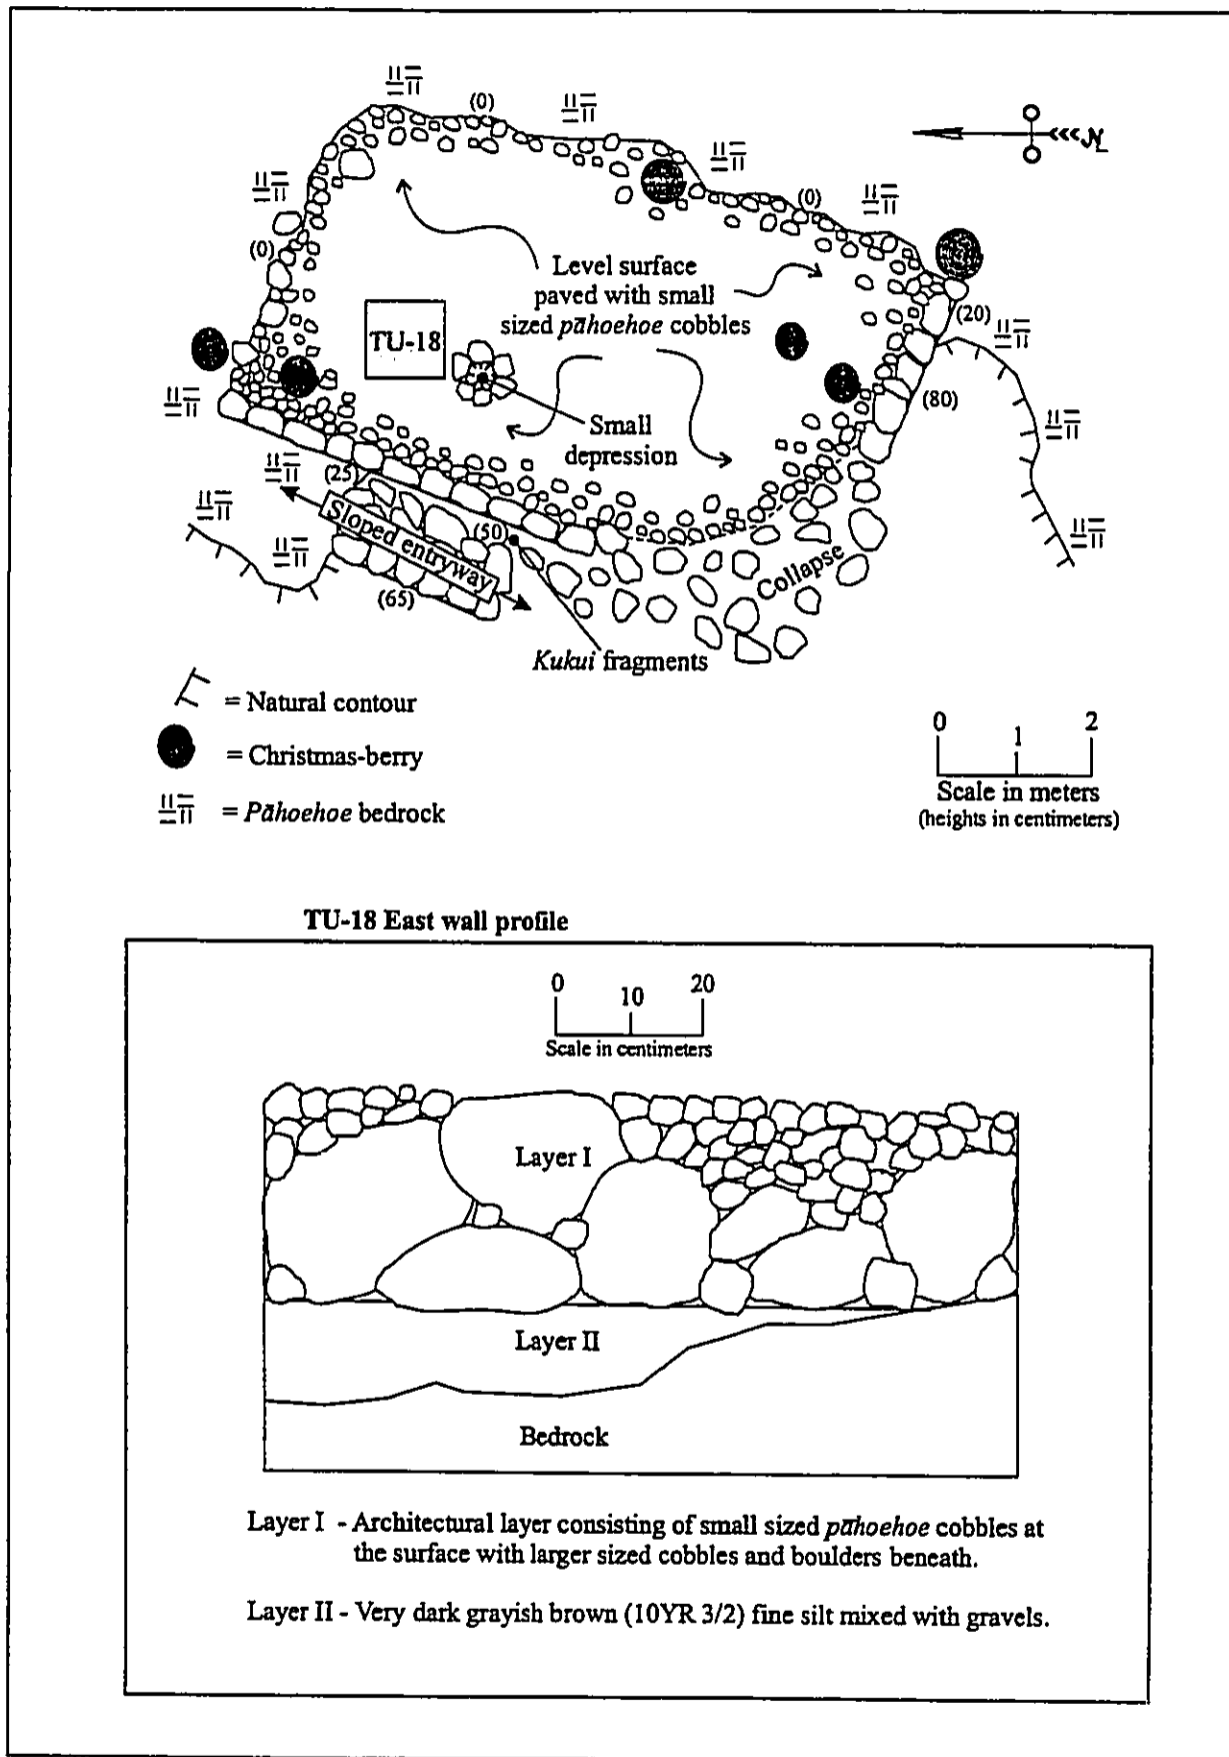 (0)
N
(0)
(0)
Level surface
paved with small
sized pāhoehoe cobbles
(20)
TU-18
(80)
Small
depression
(25)
Sloped entryway
(50)
Collapse
(65)
Kukui fragments
= Natural contour
= Christmas-berry
= Pāhoehoe bedrock
0 1 2
Scale in meters
(heights in centimeters)
TU-18 East wall profile
0 10 20
Scale in centimeters
Layer I
Layer II
Bedrock
Layer I - Architectural layer consisting of small sized pāhoehoe cobbles at
the surface with larger sized cobbles and boulders beneath.
Layer II - Very dark grayish brown (10YR 3/2) fine silt mixed with gravels.